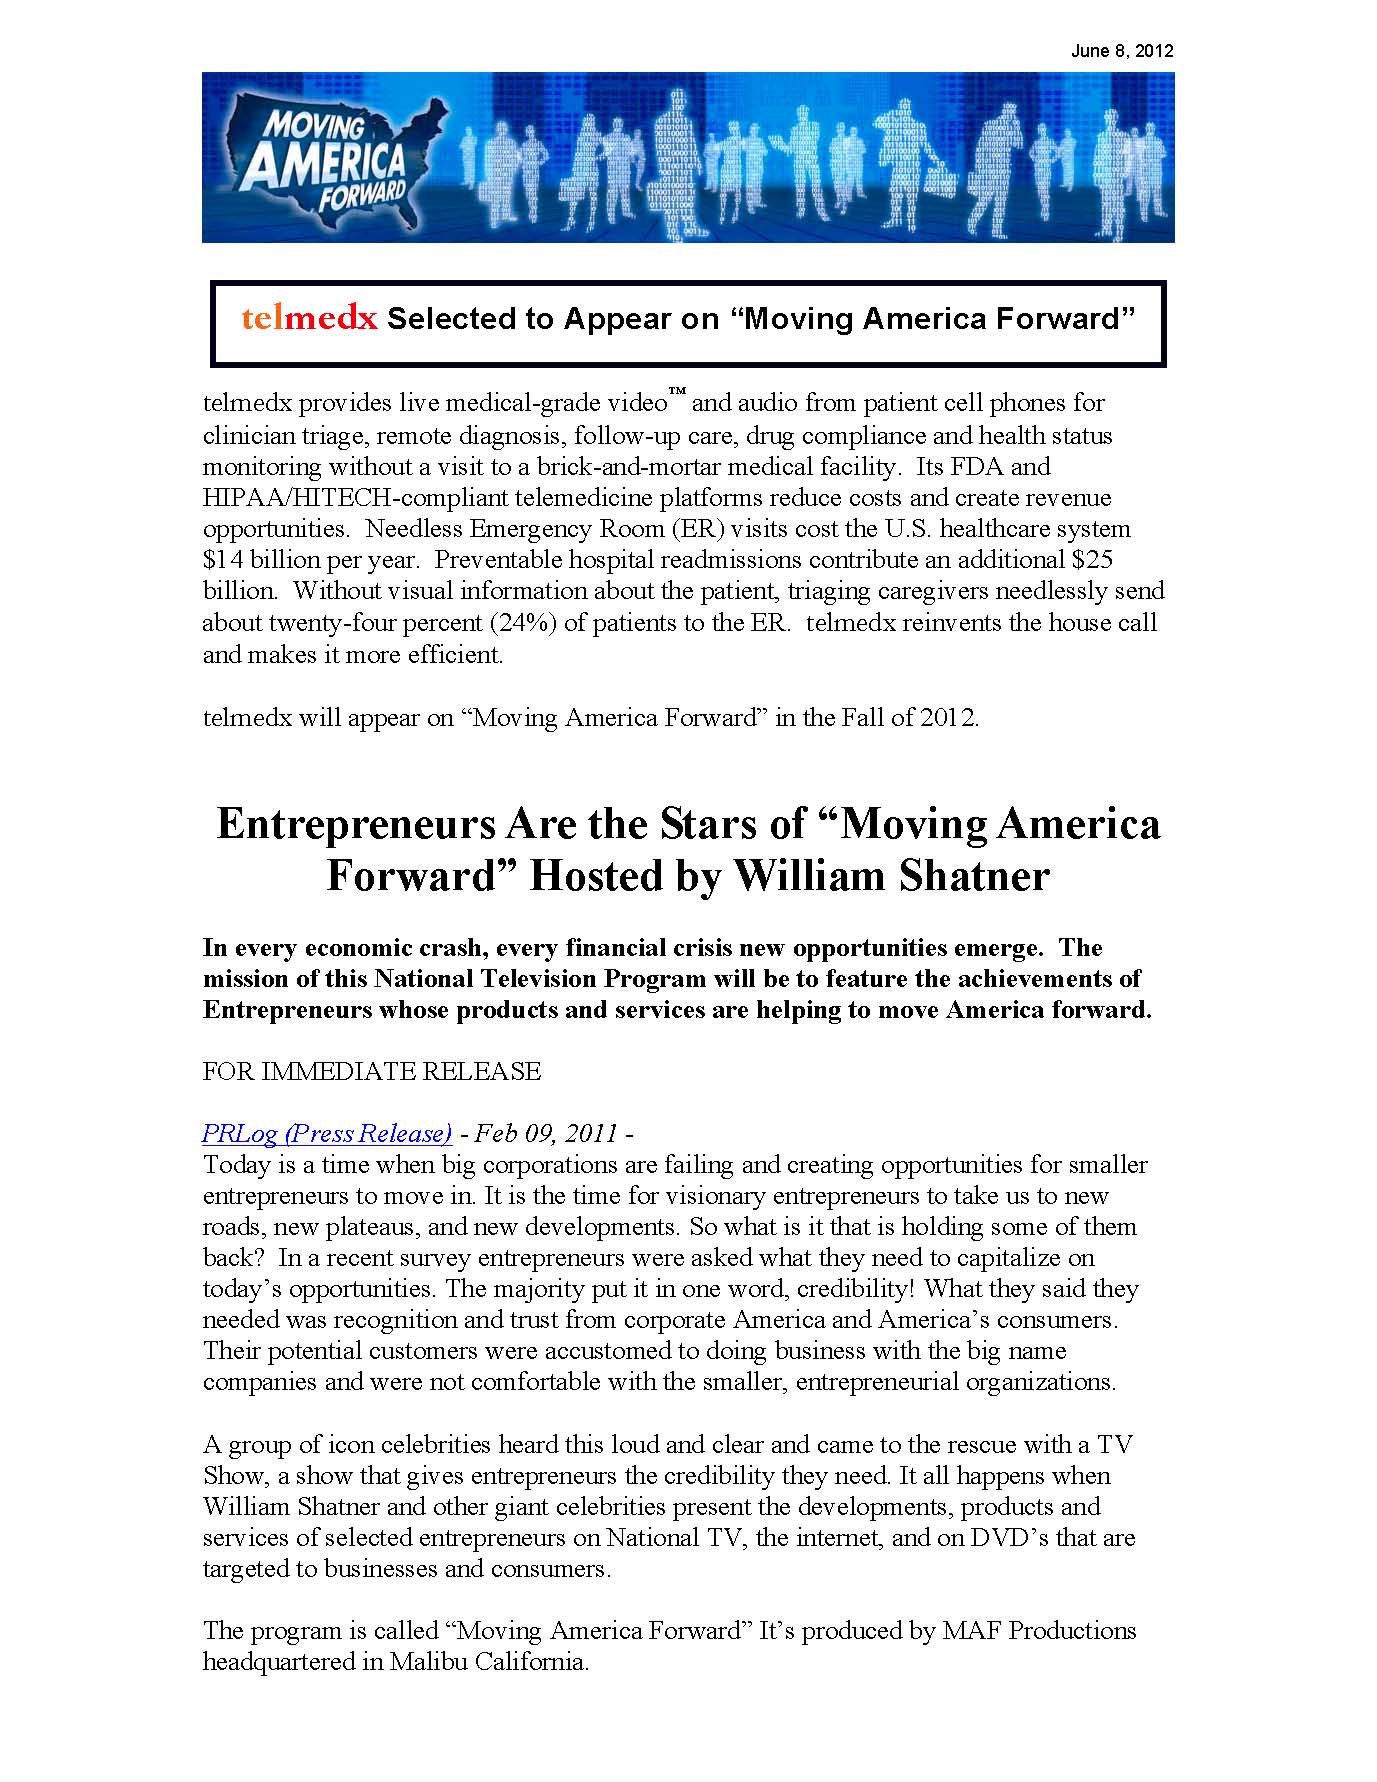 June 8, 2012
MOVING
AMERICA
FORWARD
telmedx Selected to Appear on “Moving America Forward”
telmedx provides live medical-grade video™ and audio from patient cell phones for
clinician triage, remote diagnosis, follow-up care, drug compliance and health status
monitoring without a visit to a brick-and-mortar medical facility.  Its FDA and
HIPAA/HITECH-compliant telemedicine platforms reduce costs and create revenue
opportunities.  Needless Emergency Room (ER) visits cost the U.S. healthcare system
$14 billion per year.  Preventable hospital readmissions contribute an additional $25
billion.  Without visual information about the patient, triaging caregivers needlessly send
about twenty-four percent (24%) of patients to the ER.  telmedx reinvents the house call
and makes it more efficient.
telmedx will appear on “Moving America Forward” in the Fall of 2012.
Entrepreneurs Are the Stars of “Moving America
Forward” Hosted by William Shatner
In every economic crash, every financial crisis new opportunities emerge.  The
mission of this National Television Program will be to feature the achievements of
Entrepreneurs whose products and services are helping to move America forward.
FOR IMMEDIATE RELEASE
PRLog (Press Release) - Feb 09, 2011 -
Today is a time when big corporations are failing and creating opportunities for smaller
entrepreneurs to move in. It is the time for visionary entrepreneurs to take us to new
roads, new plateaus, and new developments. So what is it that is holding some of them
back?  In a recent survey entrepreneurs were asked what they need to capitalize on
today’s opportunities. The majority put it in one word, credibility! What they said they
needed was recognition and trust from corporate America and America’s consumers.
Their potential customers were accustomed to doing business with the big name
companies and were not comfortable with the smaller, entrepreneurial organizations.
A group of icon celebrities heard this loud and clear and came to the rescue with a TV
Show, a show that gives entrepreneurs the credibility they need. It all happens when
William Shatner and other giant celebrities present the developments, products and
services of selected entrepreneurs on National TV, the internet, and on DVD’s that are
targeted to businesses and consumers.
The program is called “Moving America Forward” It’s produced by MAF Productions
headquartered in Malibu California.